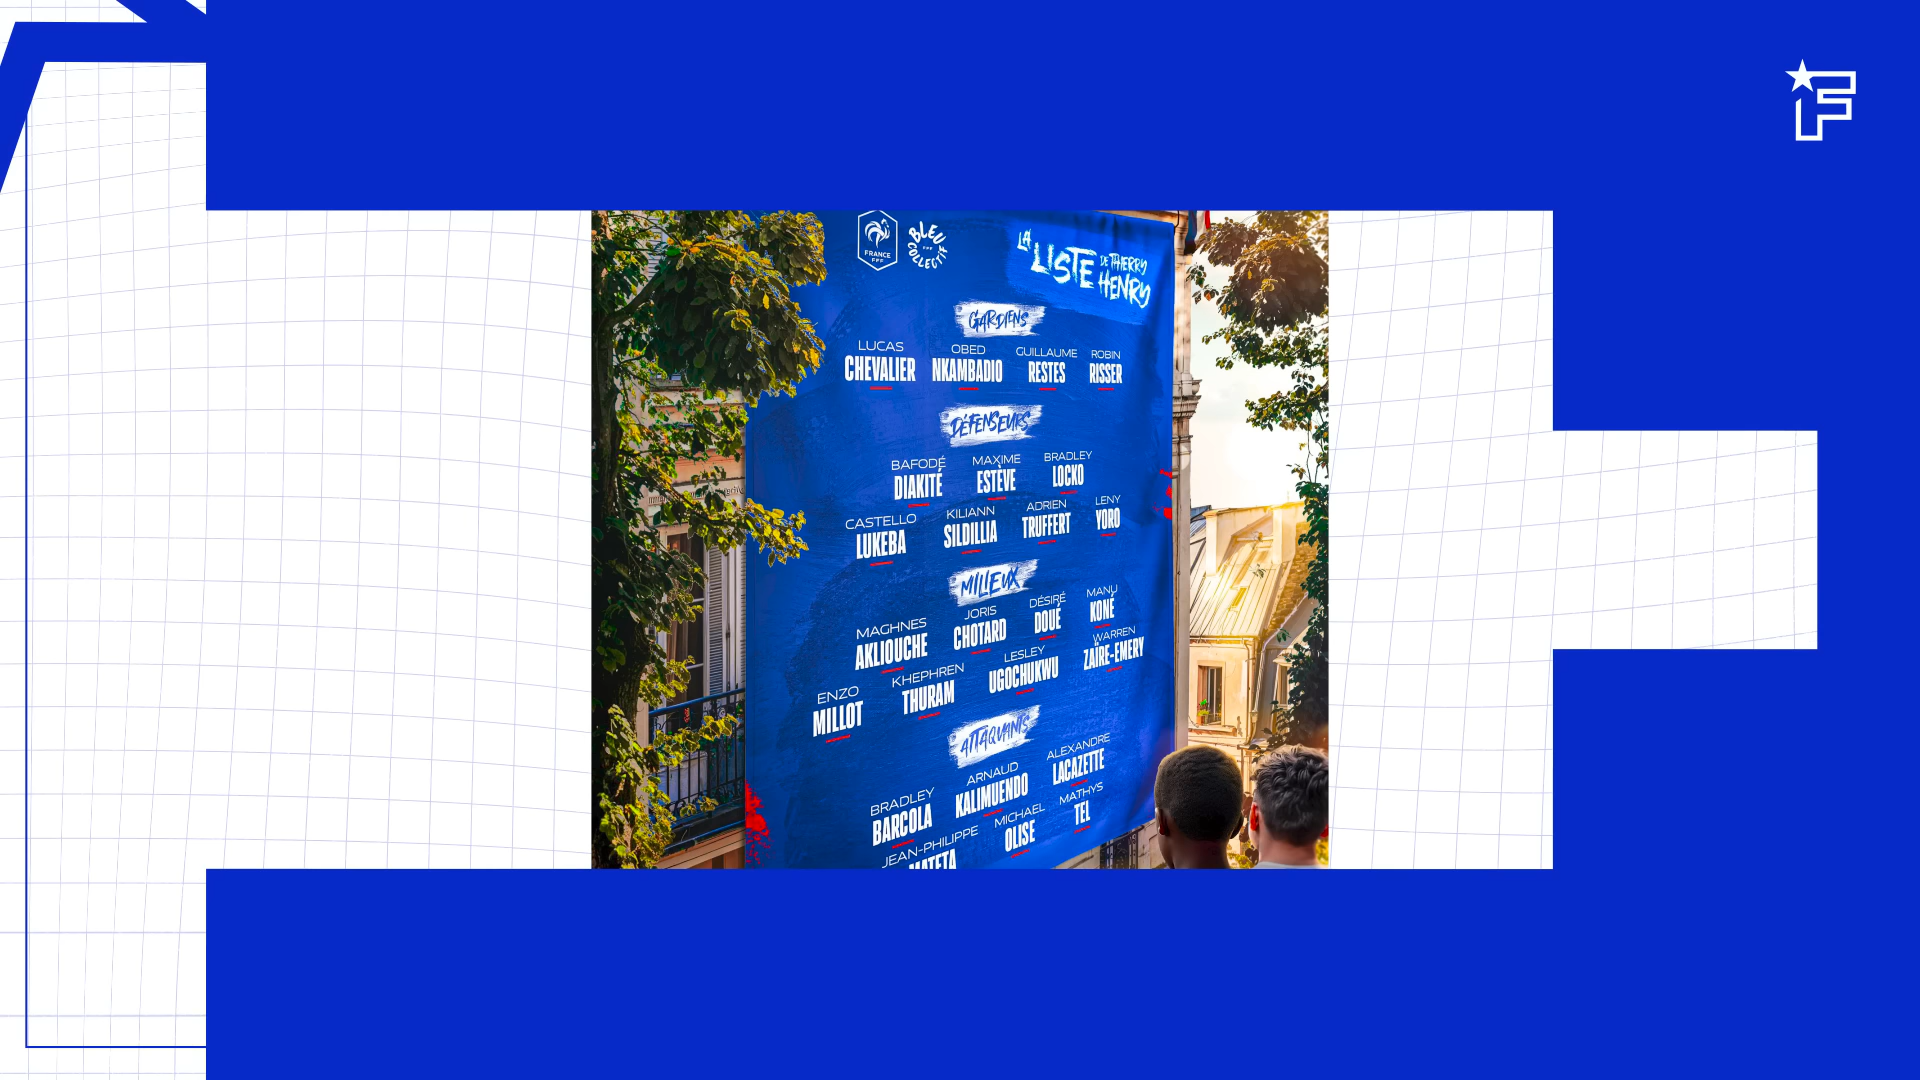 FRANCE
FFF
BLEU
FFF
COLLECTIF
LA
LISTE DE THIERRY
HENRY
GARDIENS
LUCAS CHEVALIER
OBED NKAMBADIO
GUILLAUME RESTES
ROBIN RISSER
DÉFENSEURS
BAFODÉ DIAKITÉ
MAXIME ESTÈVE
BRADLEY LOCKO
CASTELLO LUKEBA
KILIANN SILDILLIA
ADRIEN TRUFFERT
LENY YORO
MILIEUX
MAGHNES AKLIOUCHE
JORIS CHOTARD
DÉSIRÉ DOUÉ
MANU KONÉ
ENZO MILLOT
KHEPHREN THURAM
LESLEY UGOCHUKWU
WARREN ZAÏRE-EMERY
ATTAQUANTS
BRADLEY BARCOLA
ARNAUD KALIMUENDO
ALEXANDRE LACAZETTE
JEAN-PHILIPPE MATETA
MICHAEL OLISE
MATHYS TEL
F